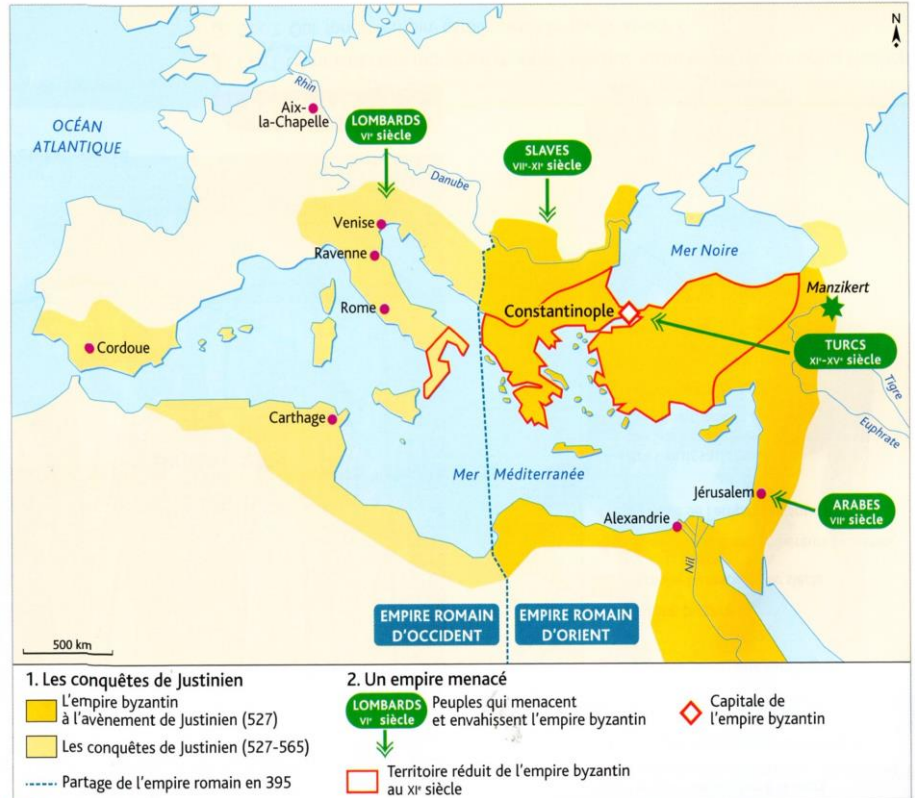 N
Rhin
Aix-
la-Chapelle
OCÉAN
ATLANTIQUE
LOMBARDS
VIᵉ siècle
SLAVES
VIIᵉ-XIᵉ siècle
Danube
Venise
Mer Noire
Ravenne
Manzikert
Rome
Constantinople
Cordoue
TURCS
XIᵉ-XVᵉ siècle
Tigre
Carthage
Euphrate
Mer Méditerranée
Jérusalem
Alexandrie
ARABES
VIIᵉ siècle
Nil
EMPIRE ROMAIN
D'OCCIDENT
EMPIRE ROMAIN
D'ORIENT
500 km
1. Les conquêtes de Justinien
L'empire byzantin
à l'avènement de Justinien (527)
Les conquêtes de Justinien (527-565)
Partage de l'empire romain en 395
2. Un empire menacé
LOMBARDS
VIᵉ siècle
Peuples qui menacent
et envahissent l'empire byzantin
Territoire réduit de l'empire byzantin
au XIᵉ siècle
Capitale de
l'empire byzantin